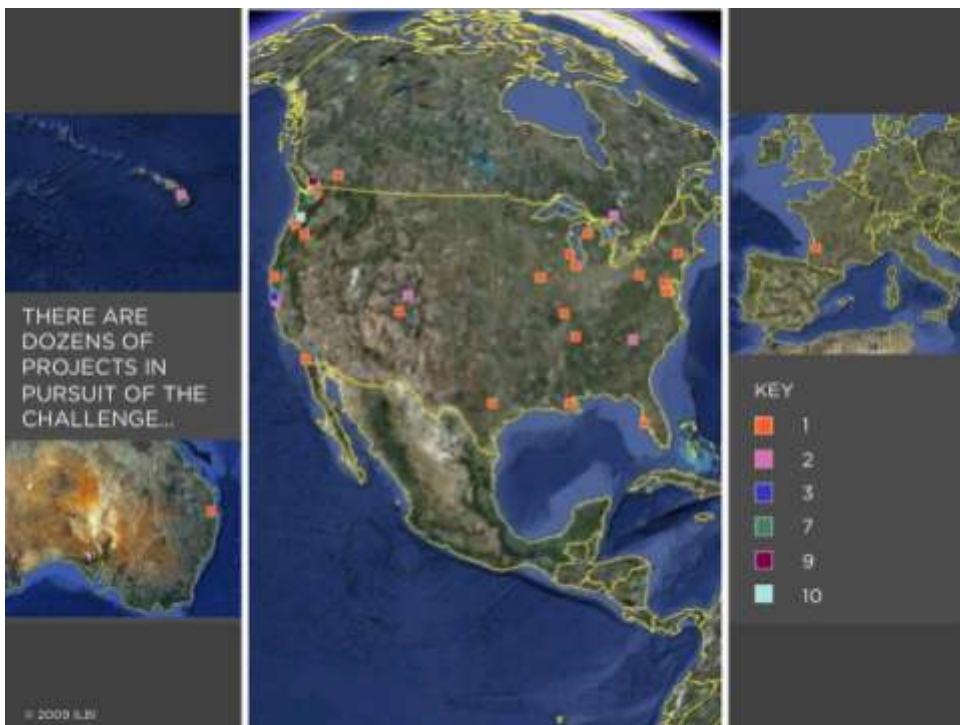 THERE ARE
DOZENS OF
PROJECTS IN
PURSUIT OF THE
CHALLENGE...
KEY
1
2
3
7
9
10
© 2009 ILBI